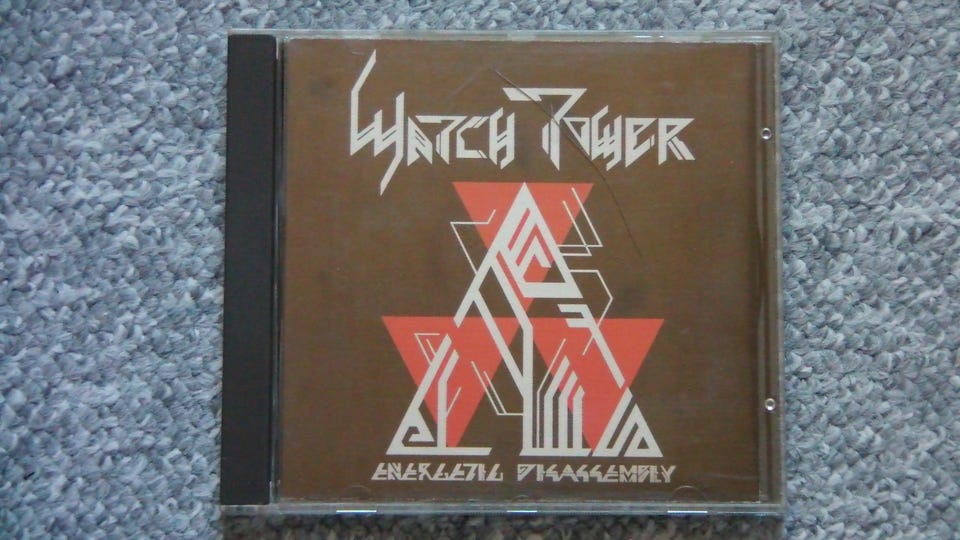 WATCH TOWER
ENERGETIC DISASSEMBLY